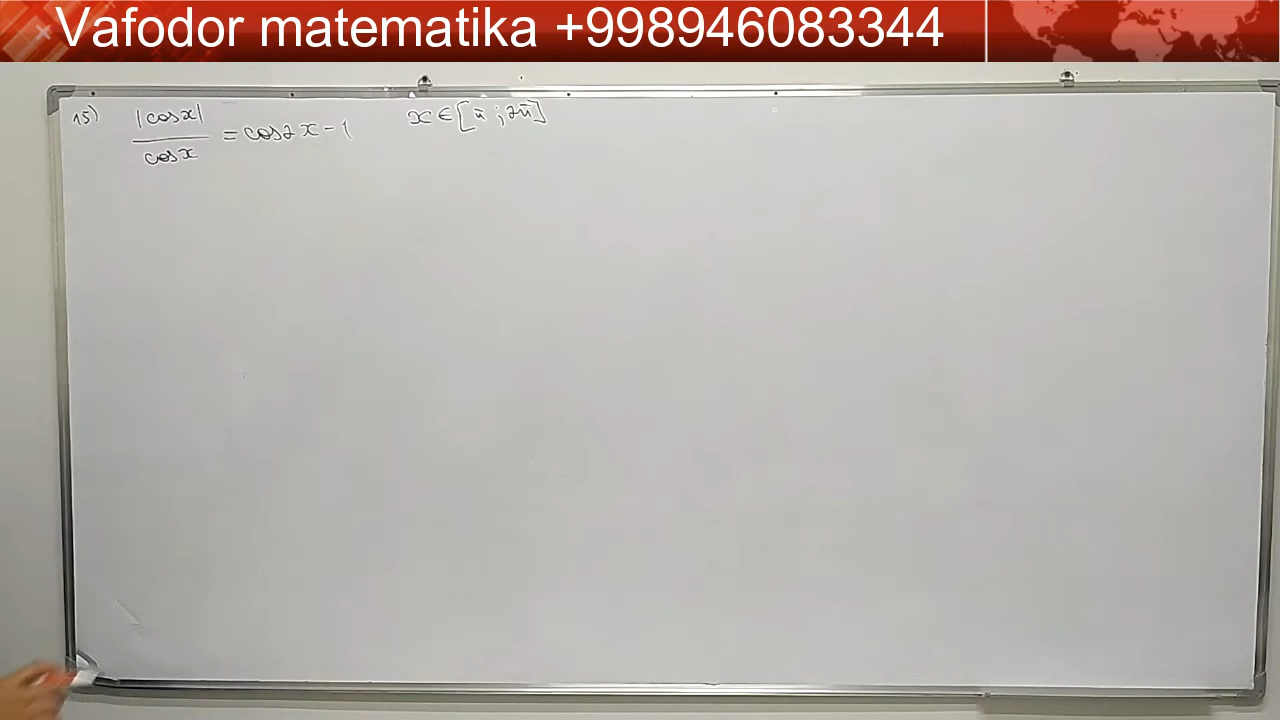 Vafodor matematika +998946083344
15) |cosx| / cosx = cos2x-1 x∈[π;2π]